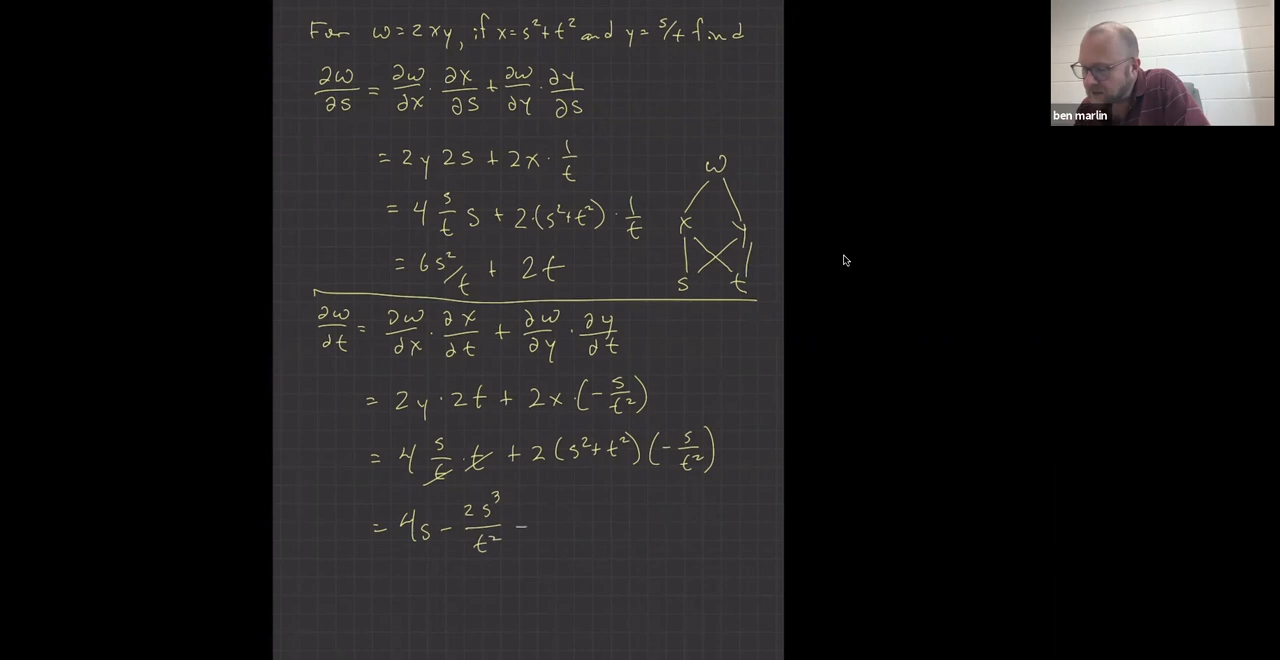 For w=2xy, if x=s²+t² and y=s/t find
∂w/∂s = ∂w/∂x · ∂x/∂s + ∂w/∂y · ∂y/∂s
= 2y 2s + 2x · 1/t
= 4 s/t s + 2·(s²+t²) · 1/t
= 6s²/t + 2t
w
x y
s t
∂w/∂t = ∂w/∂x · ∂x/∂t + ∂w/∂y · ∂y/∂t
= 2y · 2t + 2x · (-s/t²)
= 4 s/t · t + 2(s²+t²)(-s/t²)
= 4s - 2s³/t² -
ben marlin